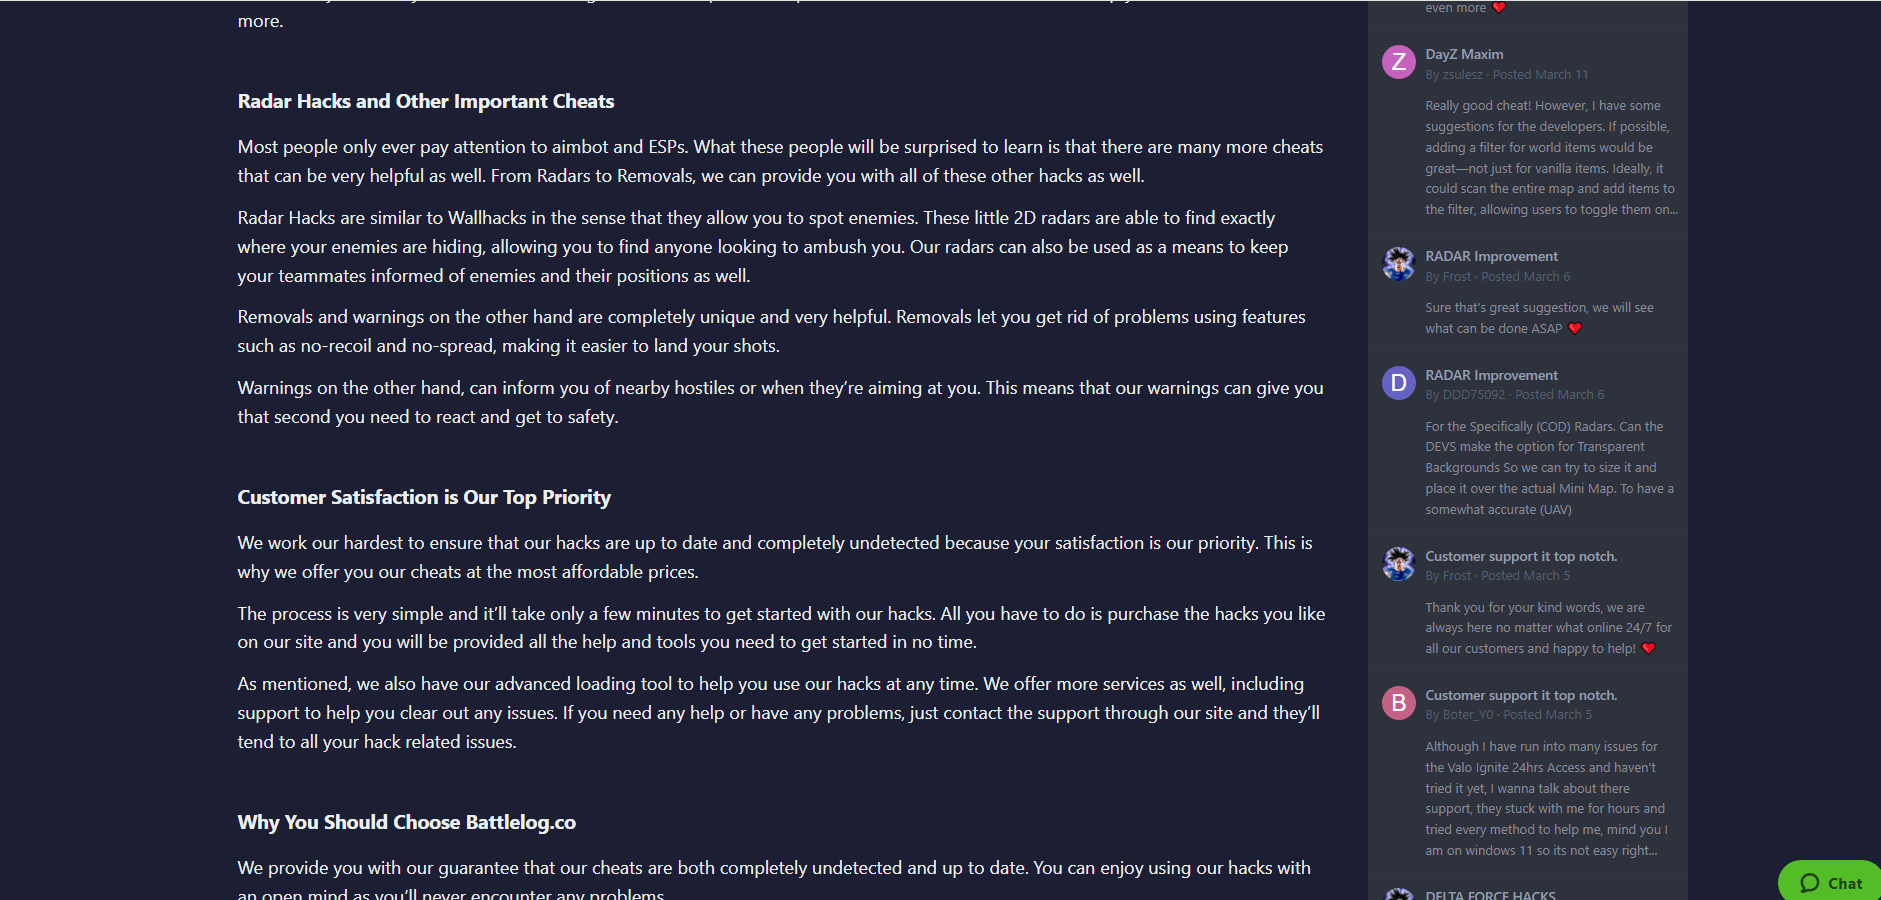 more.
Radar Hacks and Other Important Cheats
Most people only ever pay attention to aimbot and ESPs. What these people will be surprised to learn is that there are many more cheats
that can be very helpful as well. From Radars to Removals, we can provide you with all of these other hacks as well.
Radar Hacks are similar to Wallhacks in the sense that they allow you to spot enemies. These little 2D radars are able to find exactly
where your enemies are hiding, allowing you to find anyone looking to ambush you. Our radars can also be used as a means to keep
your teammates informed of enemies and their positions as well.
Removals and warnings on the other hand are completely unique and very helpful. Removals let you get rid of problems using features
such as no-recoil and no-spread, making it easier to land your shots.
Warnings on the other hand, can inform you of nearby hostiles or when they’re aiming at you. This means that our warnings can give you
that second you need to react and get to safety.
Customer Satisfaction is Our Top Priority
We work our hardest to ensure that our hacks are up to date and completely undetected because your satisfaction is our priority. This is
why we offer you our cheats at the most affordable prices.
The process is very simple and it’ll take only a few minutes to get started with our hacks. All you have to do is purchase the hacks you like
on our site and you will be provided all the help and tools you need to get started in no time.
As mentioned, we also have our advanced loading tool to help you use our hacks at any time. We offer more services as well, including
support to help you clear out any issues. If you need any help or have any problems, just contact the support through our site and they’ll
tend to all your hack related issues.
Why You Should Choose Battlelog.co
We provide you with our guarantee that our cheats are both completely undetected and up to date. You can enjoy using our hacks with
an open mind as you’ll never encounter any problems.
even more ❤
Z
DayZ Maxim
By zsulesz · Posted March 11
Really good cheat! However, I have some
suggestions for the developers. If possible,
adding a filter for world items would be
great—not just for vanilla items. Ideally, it
could scan the entire map and add items to
the filter, allowing users to toggle them on...
RADAR Improvement
By Frost · Posted March 6
Sure that's great suggestion, we will see
what can be done ASAP ❤
D
RADAR Improvement
By DDD75092 · Posted March 6
For the Specifically (COD) Radars. Can the
DEVS make the option for Transparent
Backgrounds So we can try to size it and
place it over the actual Mini Map. To have a
somewhat accurate (UAV)
Customer support it top notch.
By Frost · Posted March 5
Thank you for your kind words, we are
always here no matter what online 24/7 for
all our customers and happy to help! ❤
B
Customer support it top notch.
By Boter_Y0 · Posted March 5
Although I have run into many issues for
the Valo Ignite 24hrs Access and haven't
tried it yet, I wanna talk about there
support, they stuck with me for hours and
tried every method to help me, mind you I
am on windows 11 so its not easy right...
DELTA FORCE HACKS
Chat